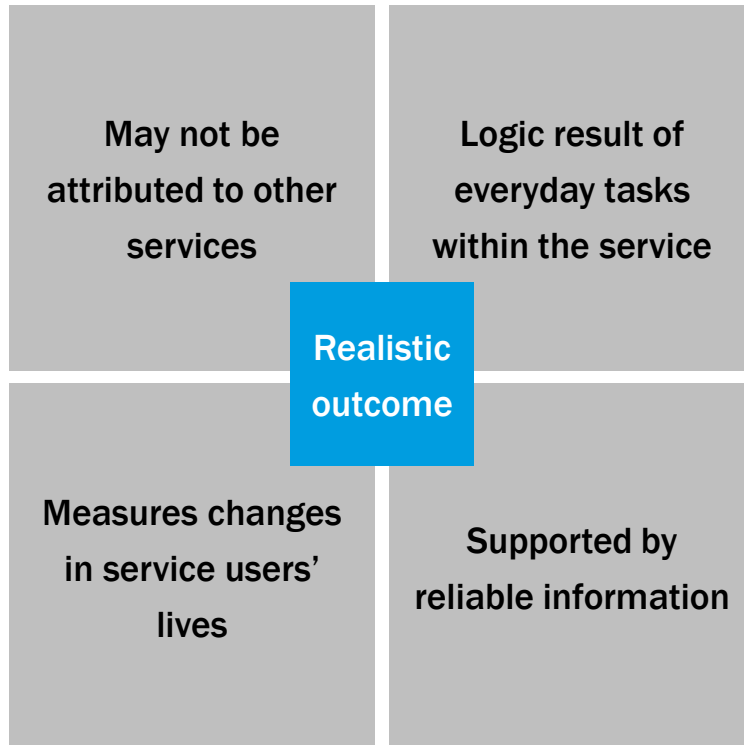 May not be
attributed to other
services
Logic result of
everyday tasks
within the service
Realistic
outcome
Measures changes
in service users’
lives
Supported by
reliable information